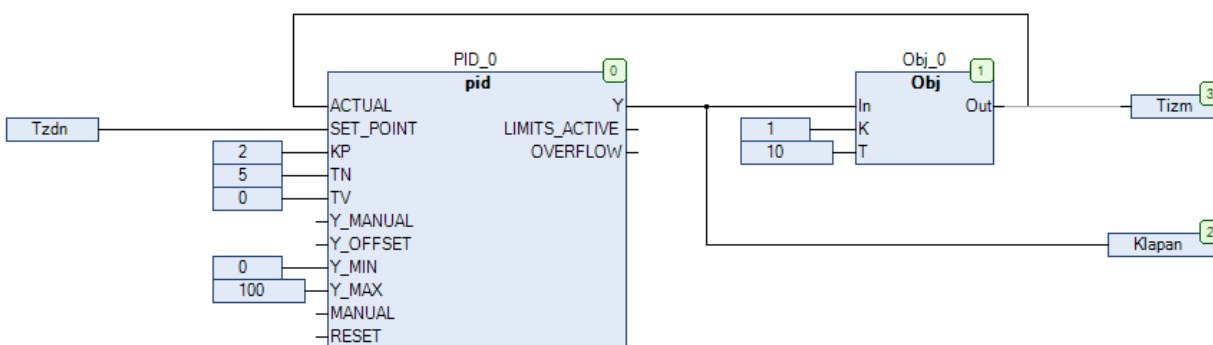 PID_0
0
pid
Obj_0
1
Obj
ACTUAL
Y
In
Out
Tizm
3
Tzdn
SET_POINT
LIMITS_ACTIVE
1
K
2
KP
OVERFLOW
10
T
5
TN
0
TV
Y_MANUAL
Y_OFFSET
Klapan
2
0
Y_MIN
100
Y_MAX
MANUAL
RESET